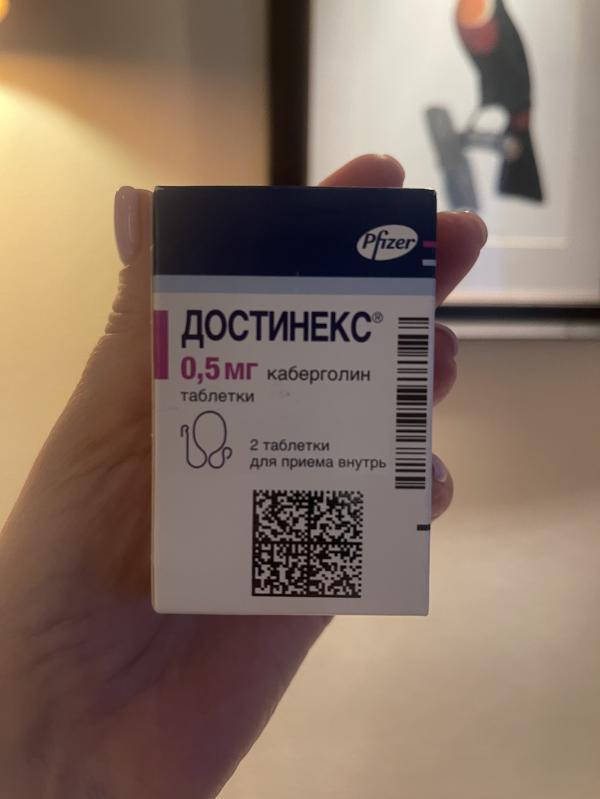 Pfizer
ДОСТИНЕКС®
0,5 мг каберголин
таблетки
2 таблетки
для приема внутрь